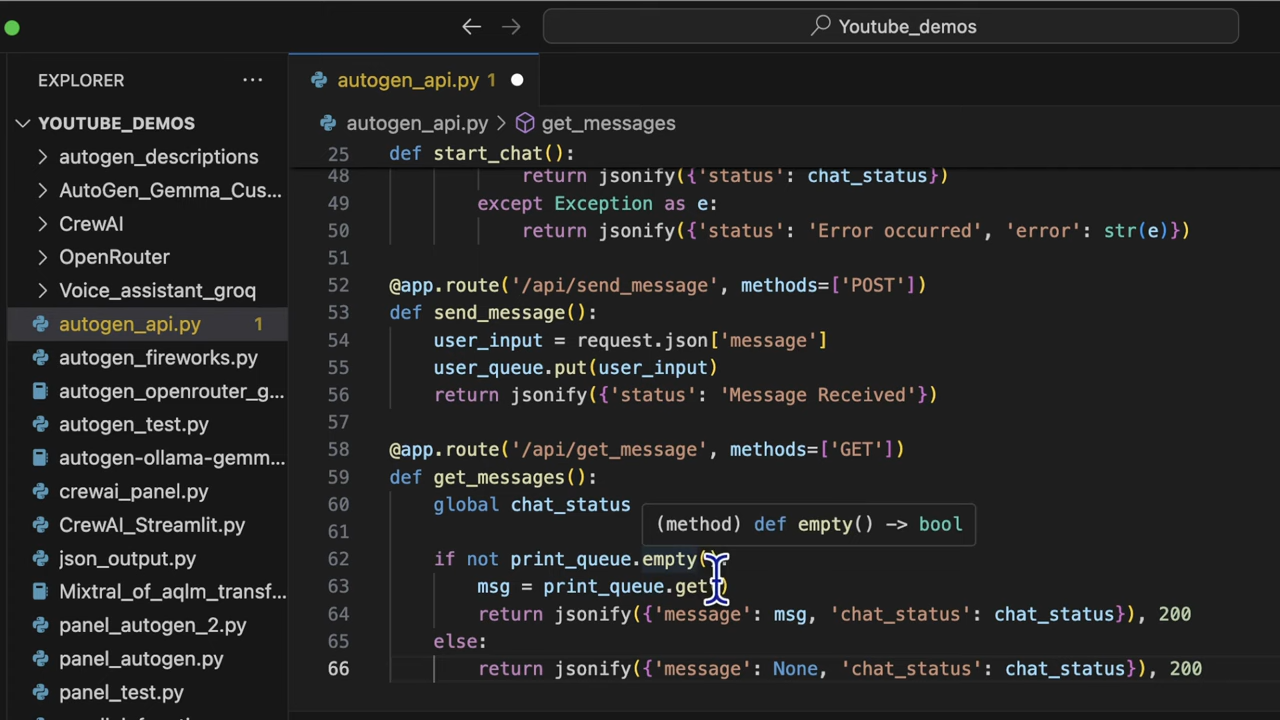 Youtube_demos
EXPLORER ...
autogen_api.py 1
YOUTUBE_DEMOS
autogen_api.py > get_messages
autogen_descriptions
AutoGen_Gemma_Cus...
CrewAI
OpenRouter
Voice_assistant_groq
autogen_api.py 1
autogen_fireworks.py
autogen_openrouter_g...
autogen_test.py
autogen-ollama-gemm...
crewai_panel.py
CrewAI_Streamlit.py
json_output.py
Mixtral_of_aqlm_transf...
panel_autogen_2.py
panel_autogen.py
panel_test.py
25 def start_chat():
48 return jsonify({'status': chat_status})
49 except Exception as e:
50 return jsonify({'status': 'Error occurred', 'error': str(e)})
51
52 @app.route('/api/send_message', methods=['POST'])
53 def send_message():
54 user_input = request.json['message']
55 user_queue.put(user_input)
56 return jsonify({'status': 'Message Received'})
57
58 @app.route('/api/get_message', methods=['GET'])
59 def get_messages():
60 global chat_status
(method) def empty() -> bool
61
62 if not print_queue.empty(
63 msg = print_queue.get()
64 return jsonify({'message': msg, 'chat_status': chat_status}), 200
65 else:
66 return jsonify({'message': None, 'chat_status': chat_status}), 200